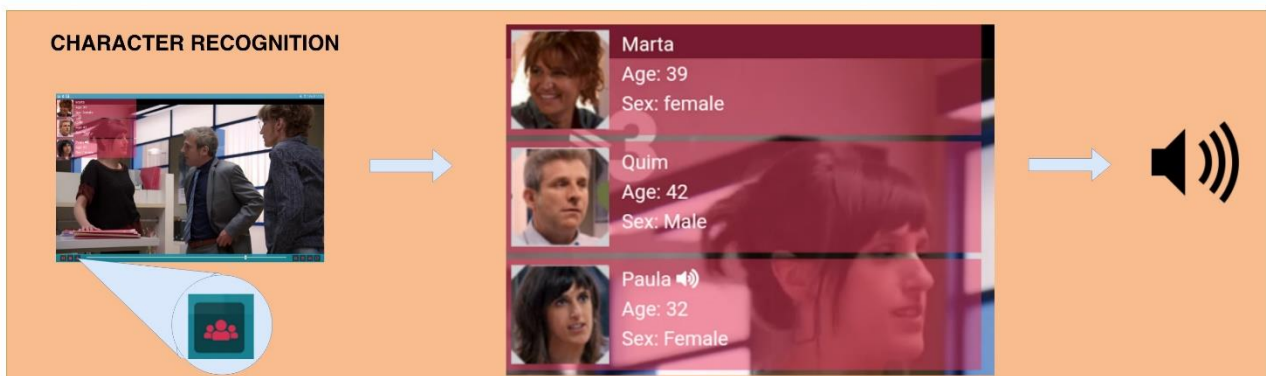 CHARACTER RECOGNITION
Marta
Age: 39
Sex: female
Quim
Age: 42
Sex: Male
Paula
Age: 32
Sex: Female